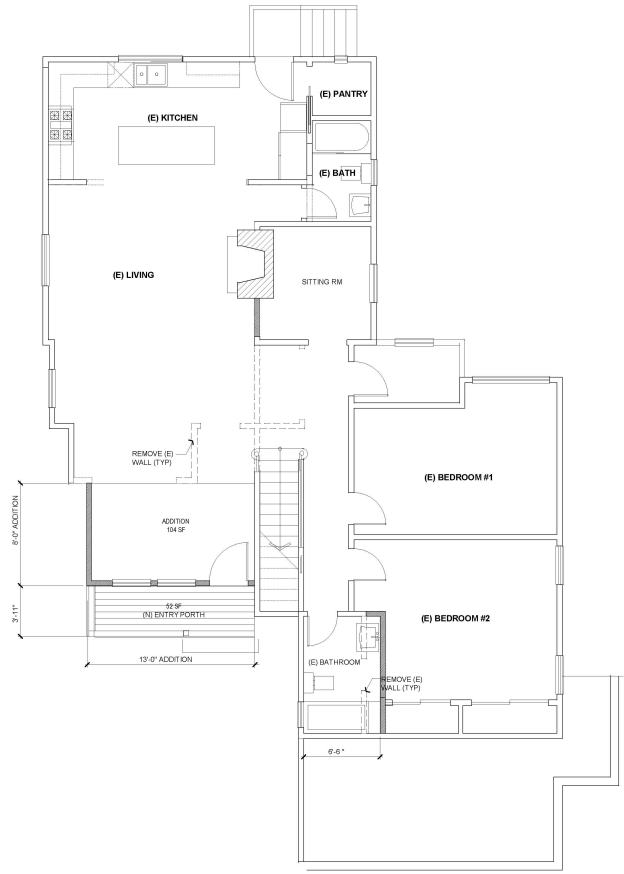 (E) PANTRY
(E) KITCHEN
(E) BATH
(E) LIVING
SITTING RM
REMOVE (E)
WALL (TYP)
(E) BEDROOM #1
8'-0" ADDITION
ADDITION
104 SF
3'-11"
52 SF
(N) ENTRY PORTH
(E) BEDROOM #2
13'-0" ADDITION
(E) BATHROOM
REMOVE (E)
WALL (TYP)
6'-6 "